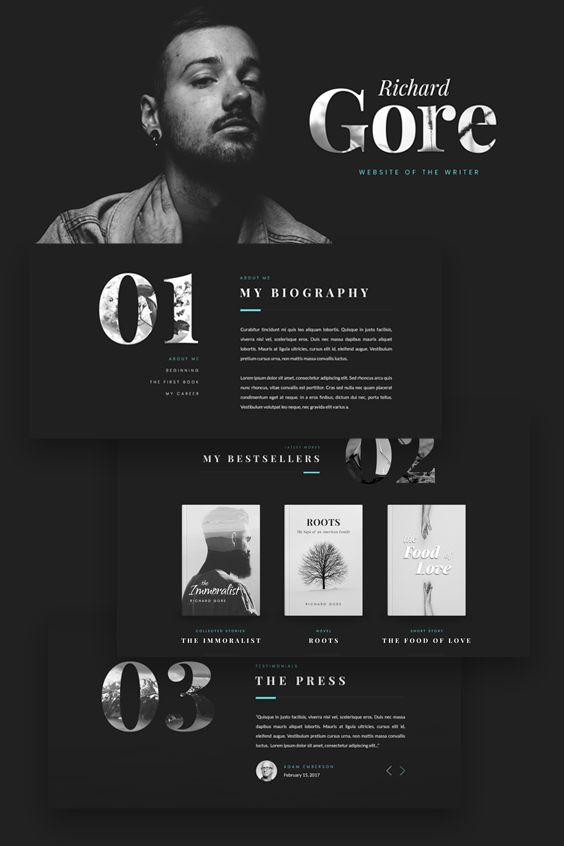 Richard
Gore
WEBSITE OF THE WRITER
01
ABOUT ME
BEGINNING
THE FIRST BOOK
MY CAREER
ABOUT ME
MY BIOGRAPHY
Curabitur tincidunt mi quis leo aliquam lobortis. Quisque in justo facilisi,
viverra nisl vel, scelerisque eros. Duis nec massa dapibus mauris aliquat
lobortis. Mauris at ligula ultricies, cursus elit id, eleifend mauris. Vestibulum
pretium cursus urna, non mattis massa convallis luctus.
Lorem ipsum dolor sit amet, consectetur adipiscing elit. Sed rhoncus arcu quis
nunc rhoncus, vitae convallis est porttitor. Cras sed nulla nec quam placerat
condimentum eget at neque. In a eros finibus, dictum dui nec, porta tellus.
Vestibulum volutpat leo neque, nec gravida elit varius a.
LATEST WORKS
MY BESTSELLERS
02
the
Immoralist
RICHARD GORE
ROOTS
The Saga of an American Family
RICHARD GORE
the
Food of
Love
COLLECTED STORIES
THE IMMORALIST
NOVEL
ROOTS
SHORT STORY
THE FOOD OF LOVE
03
TESTIMONIALS
THE PRESS
"Quisque in justo facilisis, viverra nisl vel, scelerisque eros. Duis nec massa
dapibus mauris aliquat lobortis. Mauris at ligula ultricies, cursus elit id,
eleifend mauris. Vestibulum pretium cursus urna, non mattis massa convallis
luctus. Lorem ipsum dolor sit amet, consectetur adipiscing elit..."
ADAM EMBERSON
February 15, 2017